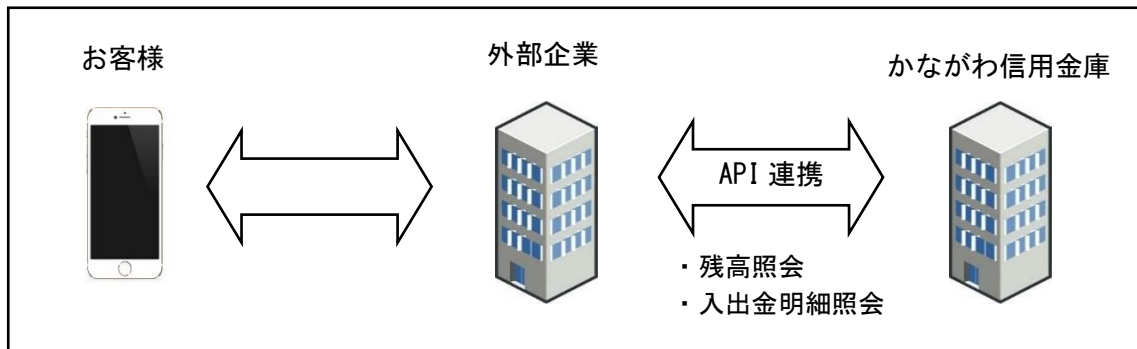 お客様
外部企業
かながわ信用金庫
API 連携
・残高照会
・入出金明細照会